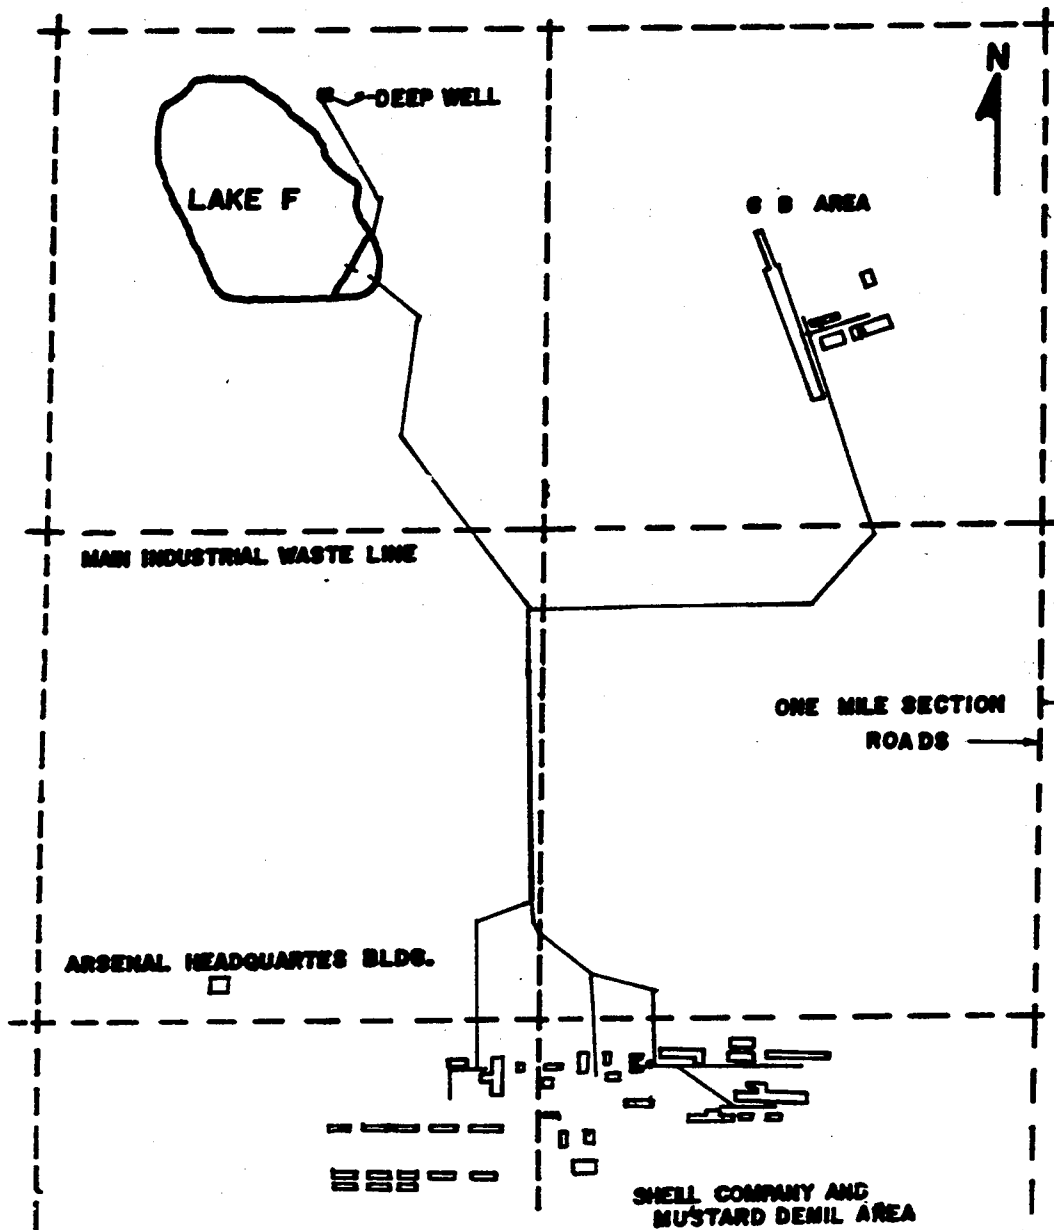 N
DEEP WELL
LAKE F
G B AREA
MAIN INDUSTRIAL WASTE LINE
ONE MILE SECTION
ROADS
ARSENAL HEADQUARTES BLDG.
SHELL COMPANY AND
MUSTARD DEMIL AREA